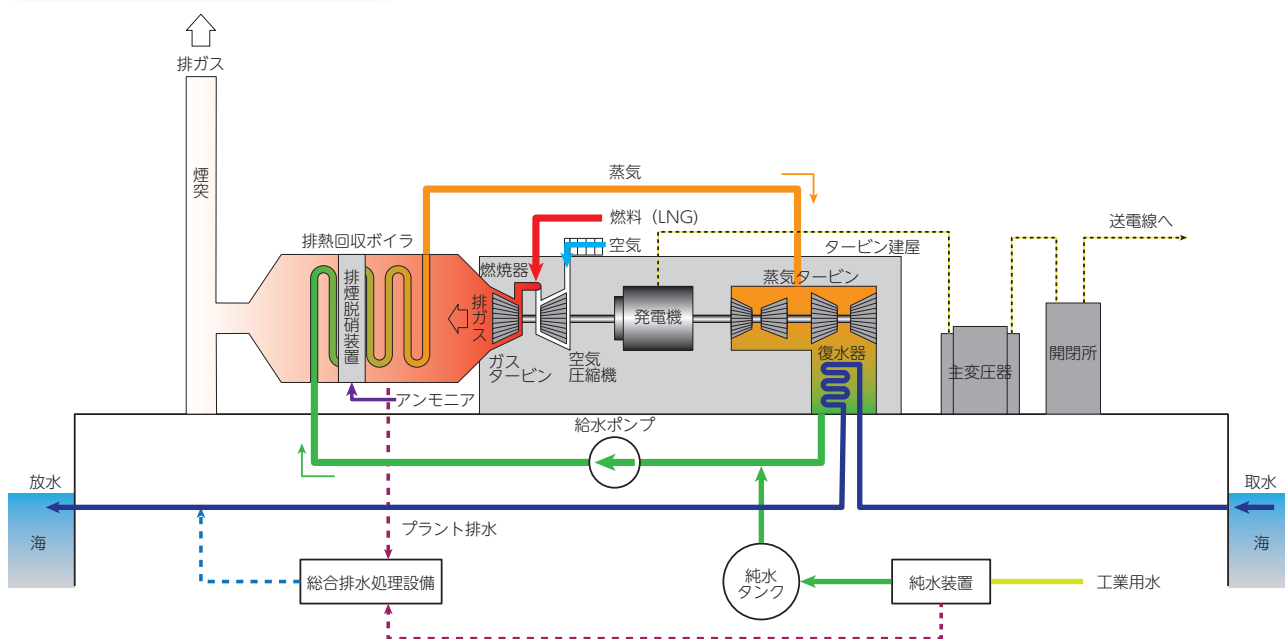 排ガス
煙突
蒸気
燃料（LNG）
空気
送電線へ
排熱回収ボイラ
燃焼器
タービン建屋
蒸気タービン
排煙脱硝装置
排ガス
発電機
ガス
タービン
空気
圧縮機
復水器
主変圧器
開閉所
アンモニア
給水ポンプ
放水
取水
海
海
プラント排水
総合排水処理設備
純水
タンク
純水装置
工業用水